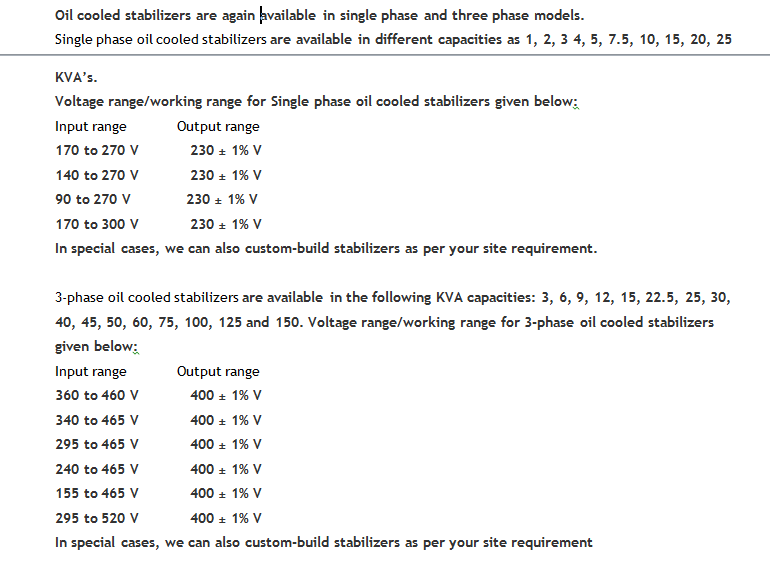 Oil cooled stabilizers are again available in single phase and three phase models.
Single phase oil cooled stabilizers are available in different capacities as 1, 2, 3 4, 5, 7.5, 10, 15, 20, 25
KVA's.
Voltage range/working range for Single phase oil cooled stabilizers given below:
Input range Output range
170 to 270 V 230 ± 1% V
140 to 270 V 230 ± 1% V
90 to 270 V 230 ± 1% V
170 to 300 V 230 ± 1% V
In special cases, we can also custom-build stabilizers as per your site requirement.
3-phase oil cooled stabilizers are available in the following KVA capacities: 3, 6, 9, 12, 15, 22.5, 25, 30,
40, 45, 50, 60, 75, 100, 125 and 150. Voltage range/working range for 3-phase oil cooled stabilizers
given below:
Input range Output range
360 to 460 V 400 ± 1% V
340 to 465 V 400 ± 1% V
295 to 465 V 400 ± 1% V
240 to 465 V 400 ± 1% V
155 to 465 V 400 ± 1% V
295 to 520 V 400 ± 1% V
In special cases, we can also custom-build stabilizers as per your site requirement